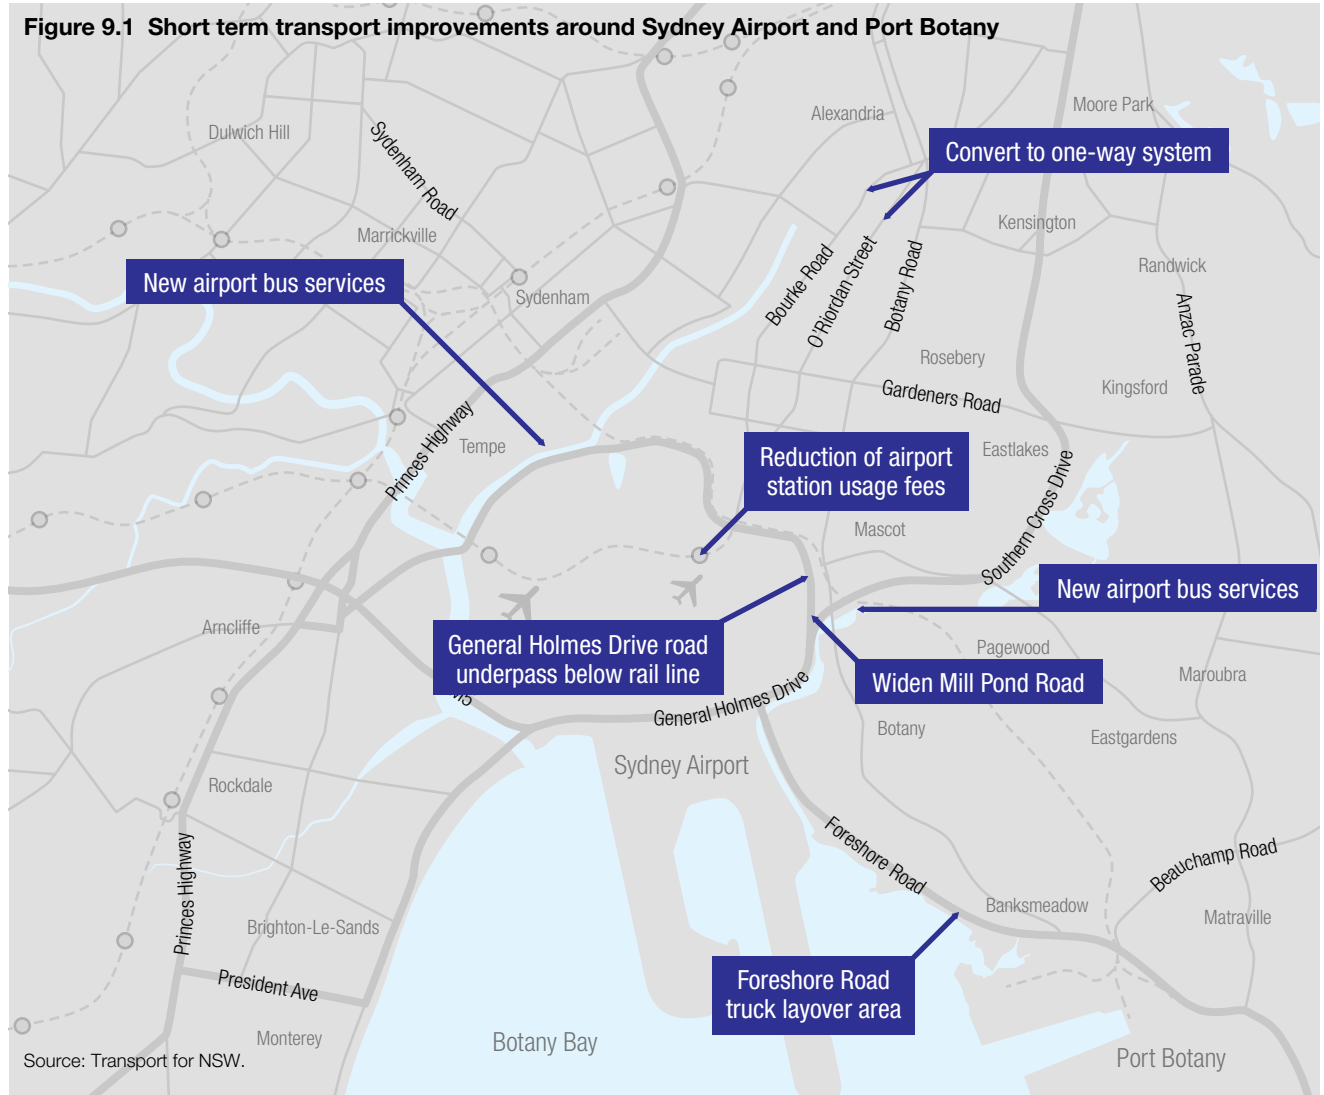 Figure 9.1 Short term transport improvements around Sydney Airport and Port Botany
Moore Park
Alexandria
Dulwich Hill
Sydenham Road
Convert to one-way system
Kensington
Marrickville
Randwick
New airport bus services
Sydenham
Bourke Road
O'Riordan Street
Botany Road
Anzac Parade
Rosebery
Kingsford
Gardeners Road
Princes Highway
Tempe
Eastlakes
Reduction of airport
station usage fees
Southern Cross Drive
Mascot
New airport bus services
Arncliffe
General Holmes Drive road
underpass below rail line
Pagewood
Maroubra
Widen Mill Pond Road
General Holmes Drive
Botany
Eastgardens
Sydney Airport
Rockdale
Foreshore Road
Beauchamp Road
Princes Highway
Banksmeadow
Matraville
Brighton-Le-Sands
President Ave
Foreshore Road
truck layover area
Monterey
Botany Bay
Port Botany
Source: Transport for NSW.